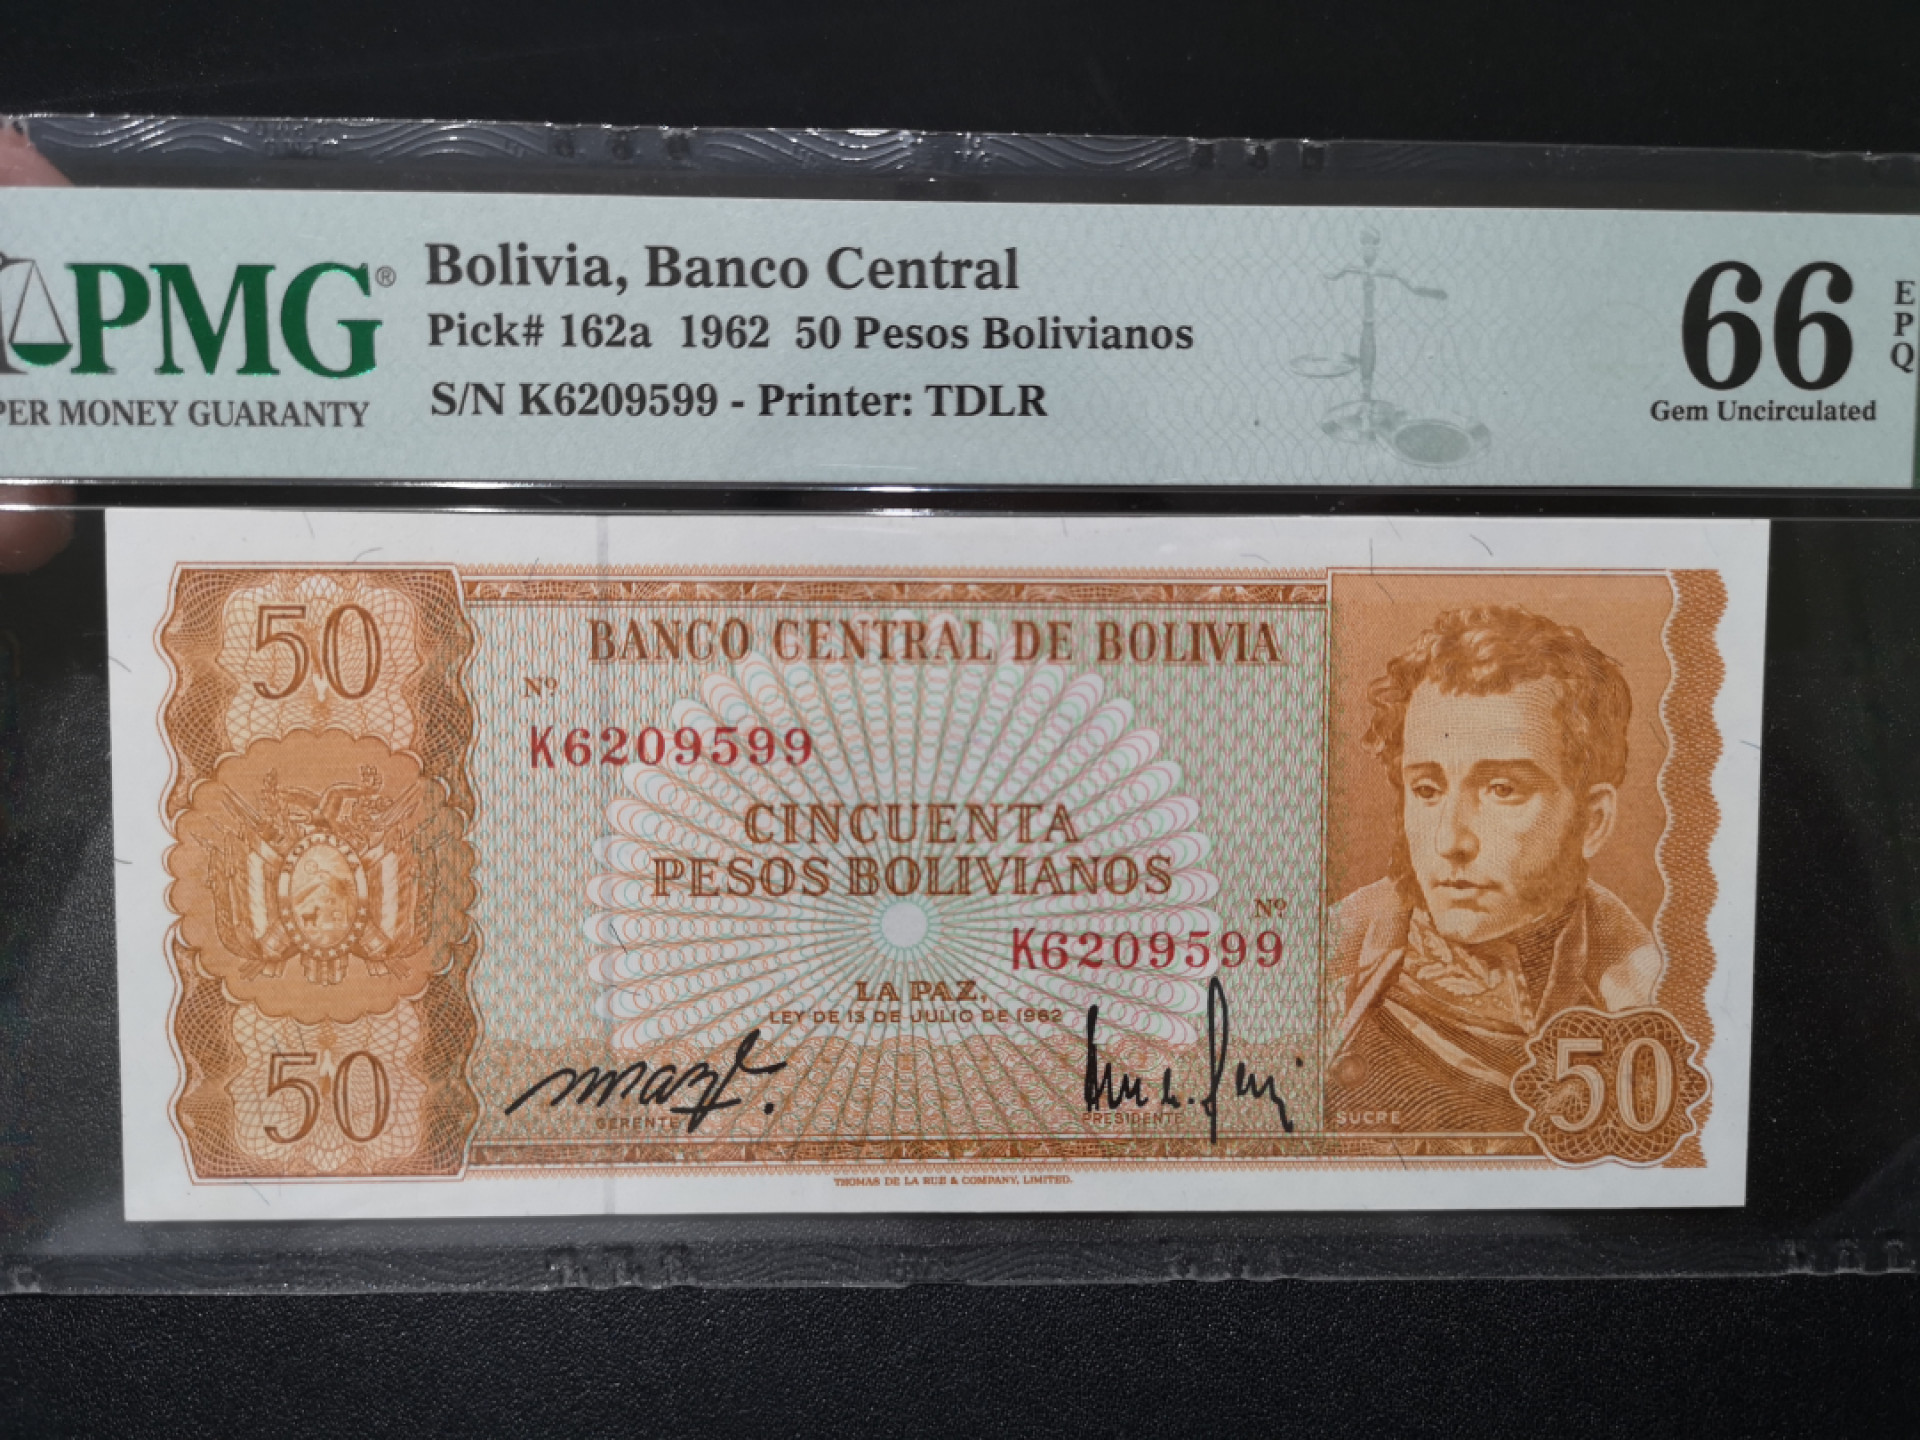 PMG®
PER MONEY GUARANTY
Bolivia, Banco Central
Pick# 162a 1962 50 Pesos Bolivianos
S/N K6209599 - Printer: TDLR
66
EPQ
Gem Uncirculated
50
BANCO CENTRAL DE BOLIVIA
Nº
K6209599
CINCUENTA
PESOS BOLIVIANOS
BOLIVIA
Nº
K6209599
LA PAZ,
LEY DE 13 DE JULIO DE 1962
50
GERENTE
PRESIDENTE
SUCRE
50
THOMAS DE LA RUE & COMPANY, LIMITED.